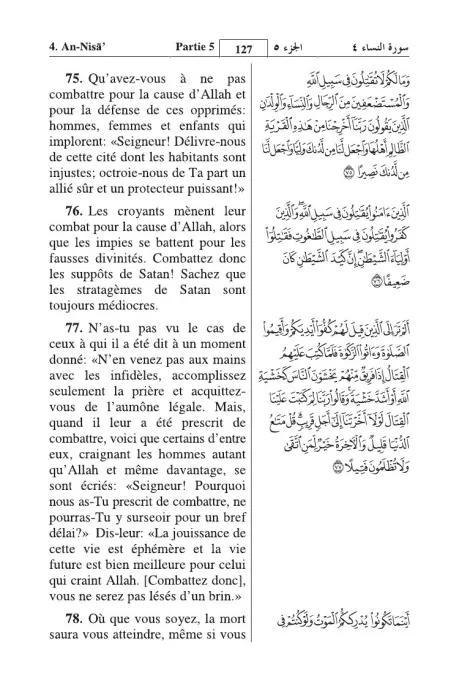 4. An-Nisā’ Partie 5 127 الجزء ٥ سورة النساء ٤
75. Qu’avez-vous à ne pas
combattre pour la cause d’Allah et
pour la défense de ces opprimés:
hommes, femmes et enfants qui
implorent: «Seigneur! Délivre-nous
de cette cité dont les habitants sont
injustes; octroie-nous de Ta part un
allié sûr et un protecteur puissant!»
76. Les croyants mènent leur
combat pour la cause d’Allah, alors
que les impies se battent pour les
fausses divinités. Combattez donc
les suppôts de Satan! Sachez que
les stratagèmes de Satan sont
toujours médiocres.
77. N’as-tu pas vu le cas de
ceux à qui il a été dit à un moment
donné: «N’en venez pas aux mains
avec les infidèles, accomplissez
seulement la prière et acquittez-
vous de l’aumône légale. Mais,
quand il leur a été prescrit de
combattre, voici que certains d’entre
eux, craignant les hommes autant
qu’Allah et même davantage, se
sont écriés: «Seigneur! Pourquoi
nous as-Tu prescrit de combattre, ne
pourras-Tu y surseoir pour un bref
délai?» Dis-leur: «La jouissance de
cette vie est éphémère et la vie
future est bien meilleure pour celui
qui craint Allah. [Combattez donc],
vous ne serez pas lésés d’un brin.»
78. Où que vous soyez, la mort
saura vous atteindre, même si vous
وَمَا لَكُمْ لَا تُقَٰتِلُونَ فِى سَبِيلِ ٱللَّهِ
وَٱلْمُسْتَضْعَفِينَ مِنَ ٱلرِّجَالِ وَٱلنِّسَآءِ وَٱلْوِلْدَٰنِ
ٱلَّذِينَ يَقُولُونَ رَبَّنَآ أَخْرِجْنَا مِنْ هَٰذِهِ ٱلْقَرْيَةِ
ٱلظَّالِمِ أَهْلُهَا وَٱجْعَل لَّنَا مِن لَّدُنكَ وَلِيًّا وَٱجْعَل لَّنَا
مِن لَّدُنكَ نَصِيرًا ۝٧٥
ٱلَّذِينَ ءَامَنُوا۟ يُقَٰتِلُونَ فِى سَبِيلِ ٱللَّهِ ۖ وَٱلَّذِينَ
كَفَرُوا۟ يُقَٰتِلُونَ فِى سَبِيلِ ٱلطَّٰغُوتِ فَقَٰتِلُوٓا۟
أَوْلِيَآءَ ٱلشَّيْطَٰنِ ۖ إِنَّ كَيْدَ ٱلشَّيْطَٰنِ كَانَ
ضَعِيفًا ۝٧٦
أَلَمْ تَرَ إِلَى ٱلَّذِينَ قِيلَ لَهُمْ كُفُّوٓا۟ أَيْدِيَكُمْ وَأَقِيمُوا۟
ٱلصَّلَوٰةَ وَءَاتُوا۟ ٱلزَّكَوٰةَ فَلَمَّا كُتِبَ عَلَيْهِمُ
ٱلْقِتَالُ إِذَا فَرِيقٌ مِّنْهُمْ يَخْشَوْنَ ٱلنَّاسَ كَخَشْيَةِ
ٱللَّهِ أَوْ أَشَدَّ خَشْيَةً ۚ وَقَالُوا۟ رَبَّنَا لِمَ كَتَبْتَ عَلَيْنَا
ٱلْقِتَالَ لَوْلَآ أَخَّرْتَنَآ إِلَىٰٓ أَجَلٍ قَرِيبٍ ۗ قُلْ مَتَٰعُ
ٱلدُّنْيَا قَلِيلٌ وَٱلْءَاخِرَةُ خَيْرٌ لِّمَنِ ٱتَّقَىٰ
وَلَا تُظْلَمُونَ فَتِيلًا ۝٧٧
أَيْنَمَا تَكُونُوا۟ يُدْرِككُّمُ ٱلْمَوْتُ وَلَوْ كُنتُمْ فِى